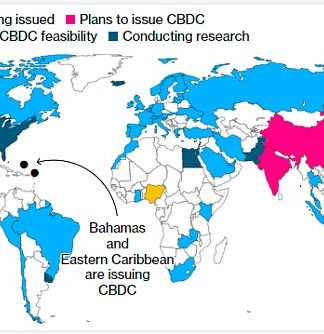 ng issued Plans to issue CBDC
CBDC feasibility Conducting research
Bahamas
and
Eastern Caribbean
are issuing
CBDC